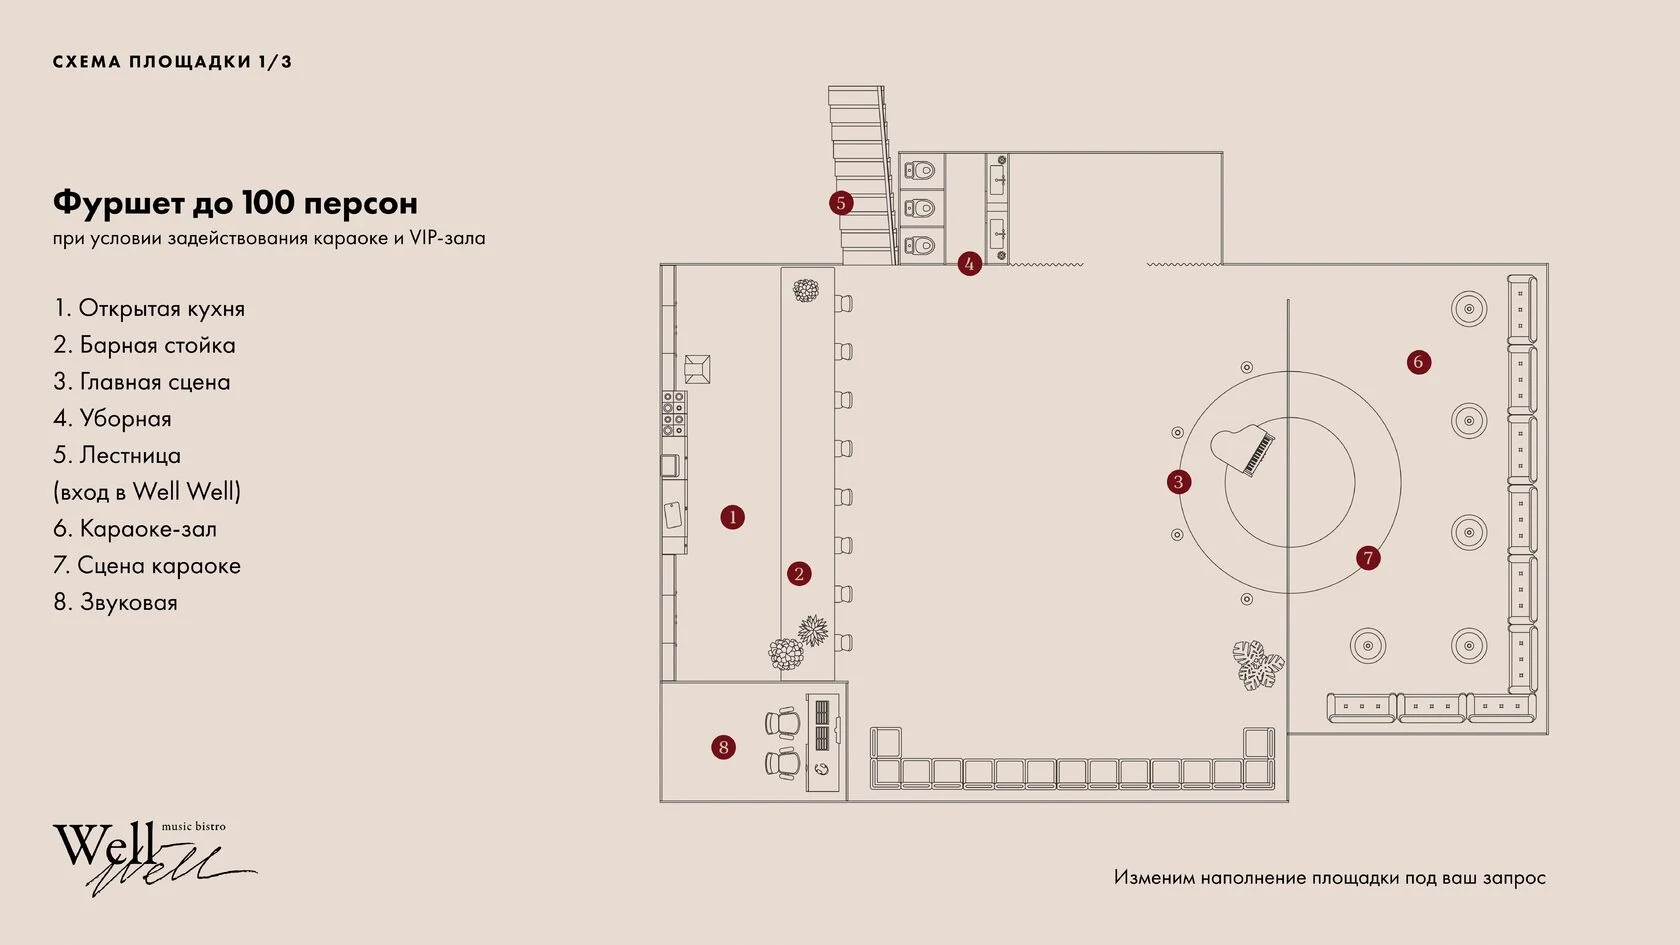 СХЕМА ПЛОЩАДКИ 1/3
Фуршет до 100 персон
при условии задействования караоке и VIP-зала
1. Открытая кухня
2. Барная стойка
3. Главная сцена
4. Уборная
5. Лестница
(вход в Well Well)
6. Караоке-зал
7. Сцена караоке
8. Звуковая
5
4
6
3
1
7
2
8
Well music bistro
Well
Изменим наполнение площадки под ваш запрос